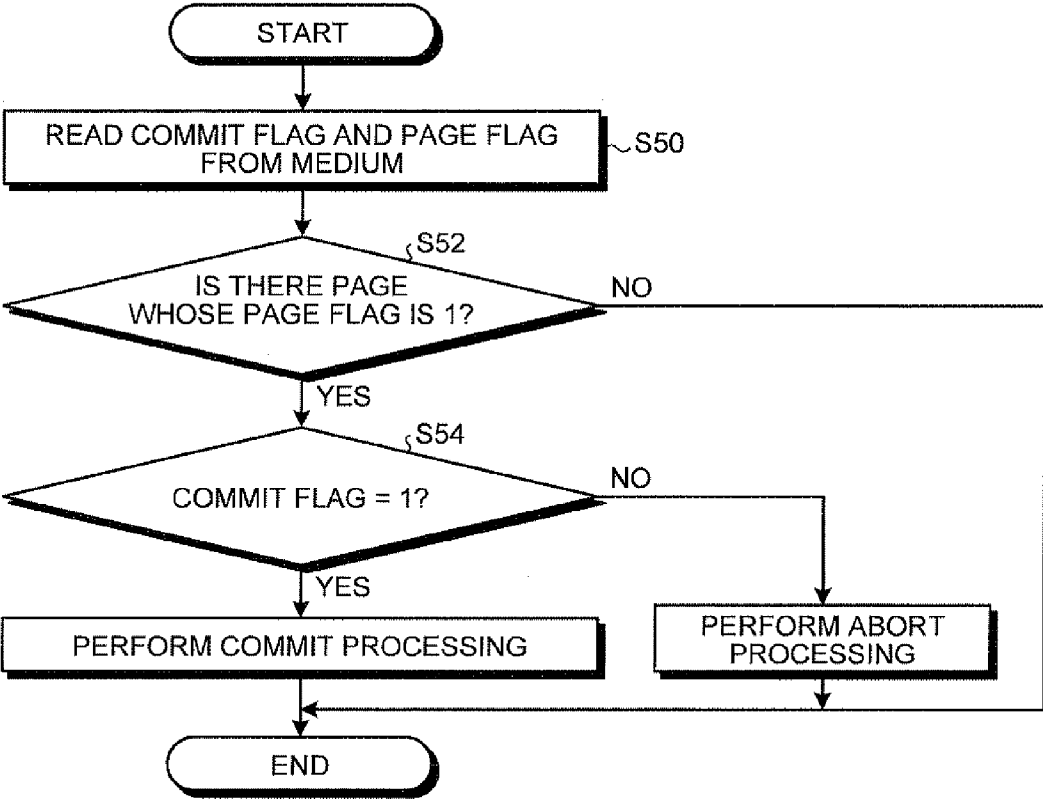 START
READ COMMIT FLAG AND PAGE FLAG
FROM MEDIUM
S50
S52
IS THERE PAGE
WHOSE PAGE FLAG IS 1?
NO
YES
S54
COMMIT FLAG = 1?
NO
YES
PERFORM COMMIT PROCESSING
PERFORM ABORT
PROCESSING
END